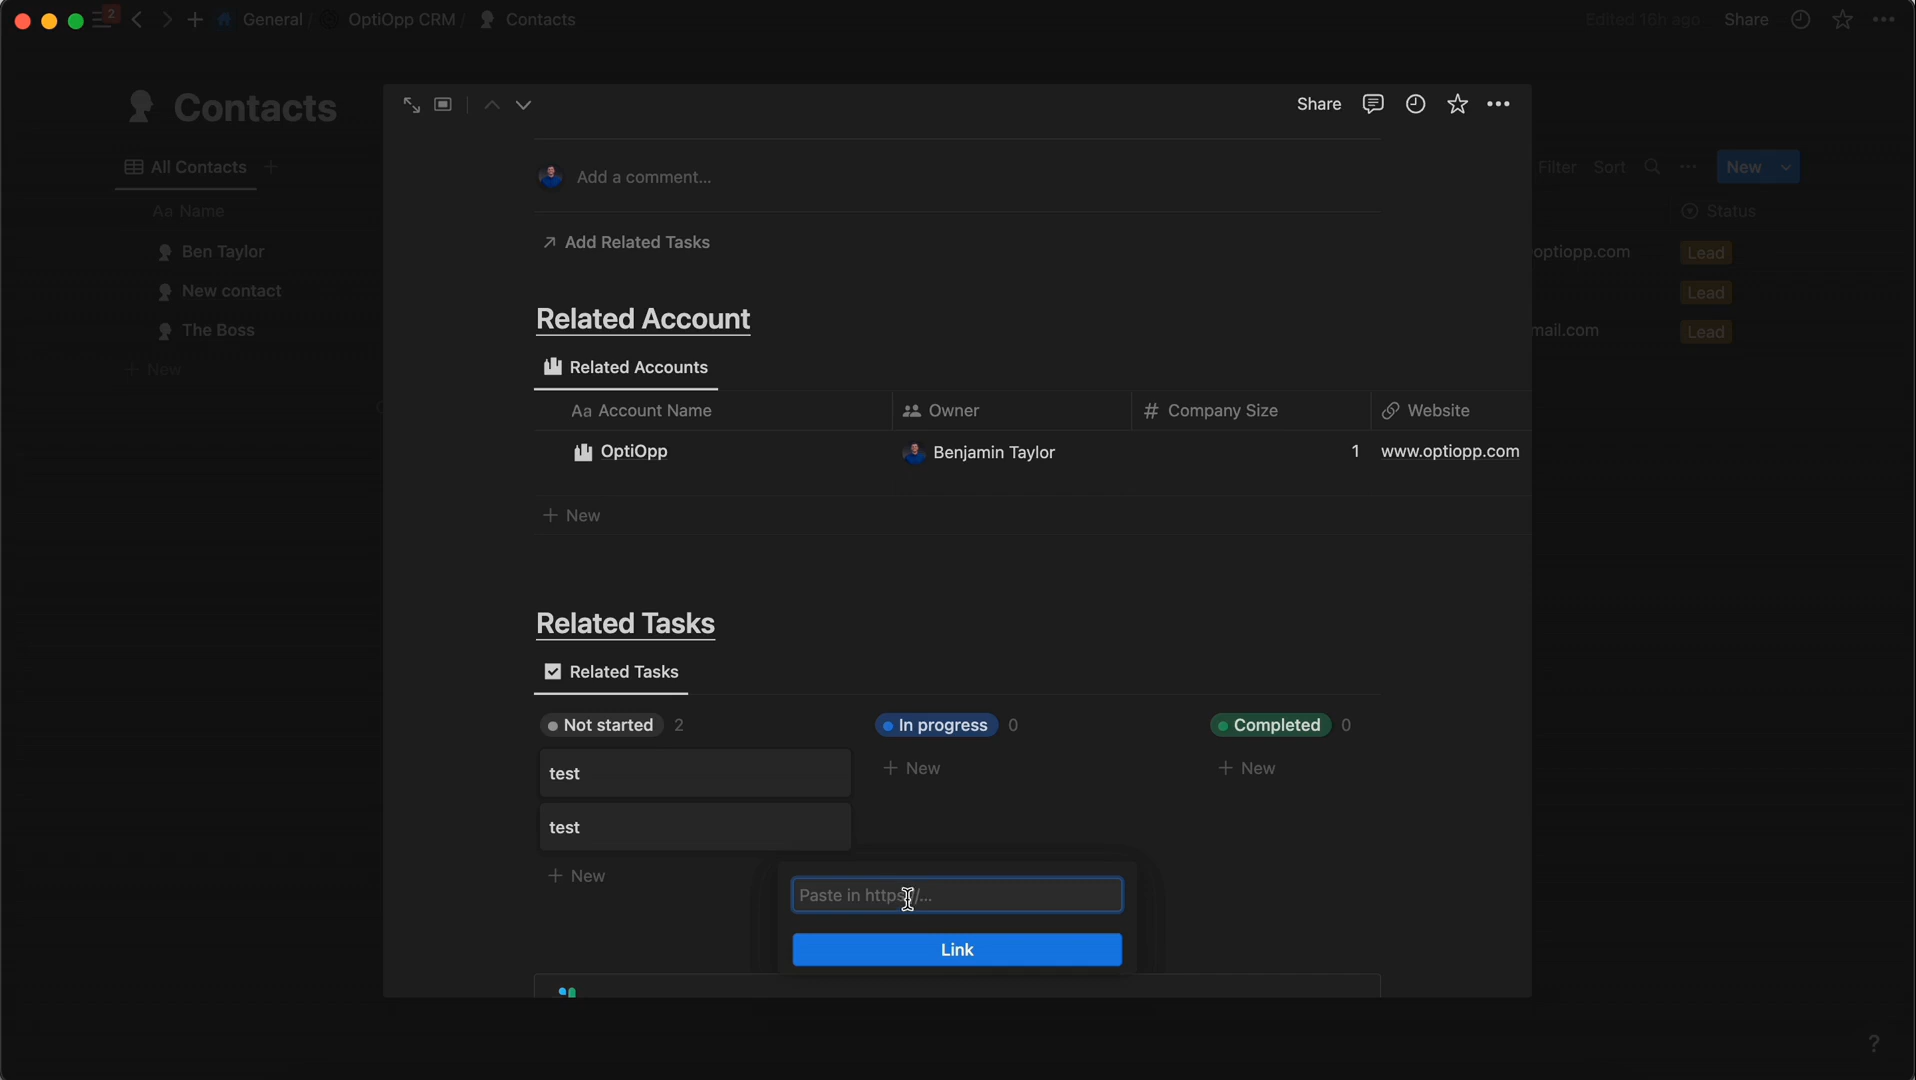 2
General / OptiOpp CRM / Contacts
Edited 16h ago Share
Contacts
Share
All Contacts
Filter Sort New
Add a comment...
Aa Name
Status
Add Related Tasks
Ben Taylor
optiopp.com Lead
New contact
Lead
Related Account
The Boss
mail.com Lead
+ New
Related Accounts
Aa Account Name Owner # Company Size Website
OptiOpp Benjamin Taylor 1 www.optiopp.com
+ New
Related Tasks
Related Tasks
Not started 2 In progress 0 Completed 0
test
+ New + New
test
+ New
Paste in https://...
Link
?